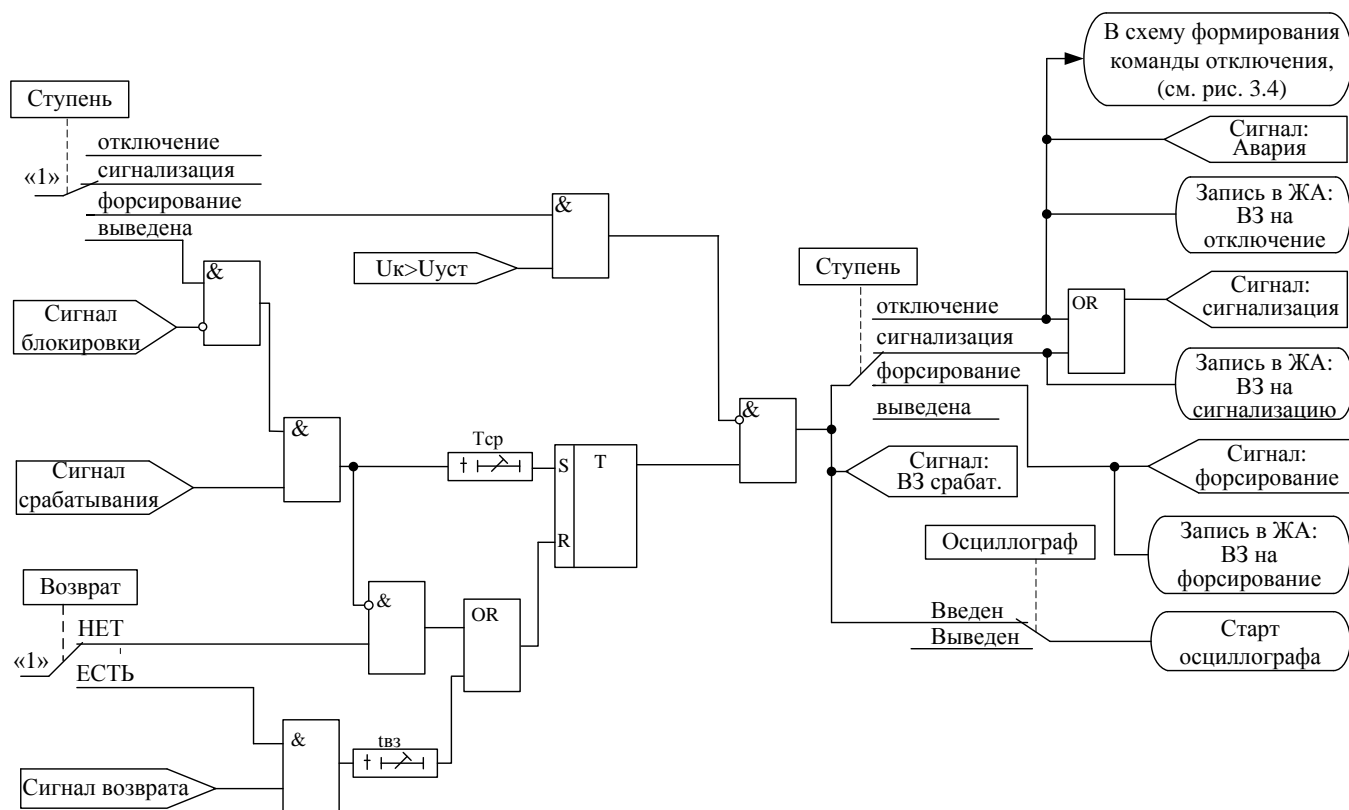 В схему формирования
команды отключения,
(см. рис. 3.4)
Ступень
отключение
«1»
сигнализация
форсирование
выведена
&
Uк>Uуст
&
Сигнал
блокировки
Сигнал:
Авария
Запись в ЖА:
ВЗ на
отключение
Ступень
отключение
сигнализация
форсирование
выведена
OR
Сигнал:
сигнализация
Запись в ЖА:
ВЗ на
сигнализацию
&
&
Сигнал
срабатывания
Tср
S
T
R
Сигнал:
ВЗ срабат.
Сигнал:
форсирование
Запись в ЖА:
ВЗ на
форсирование
Осциллограф
Введен
Выведен
Старт
осциллографа
Возврат
НЕТ
«1»
ЕСТЬ
&
OR
&
tвз
Сигнал возврата